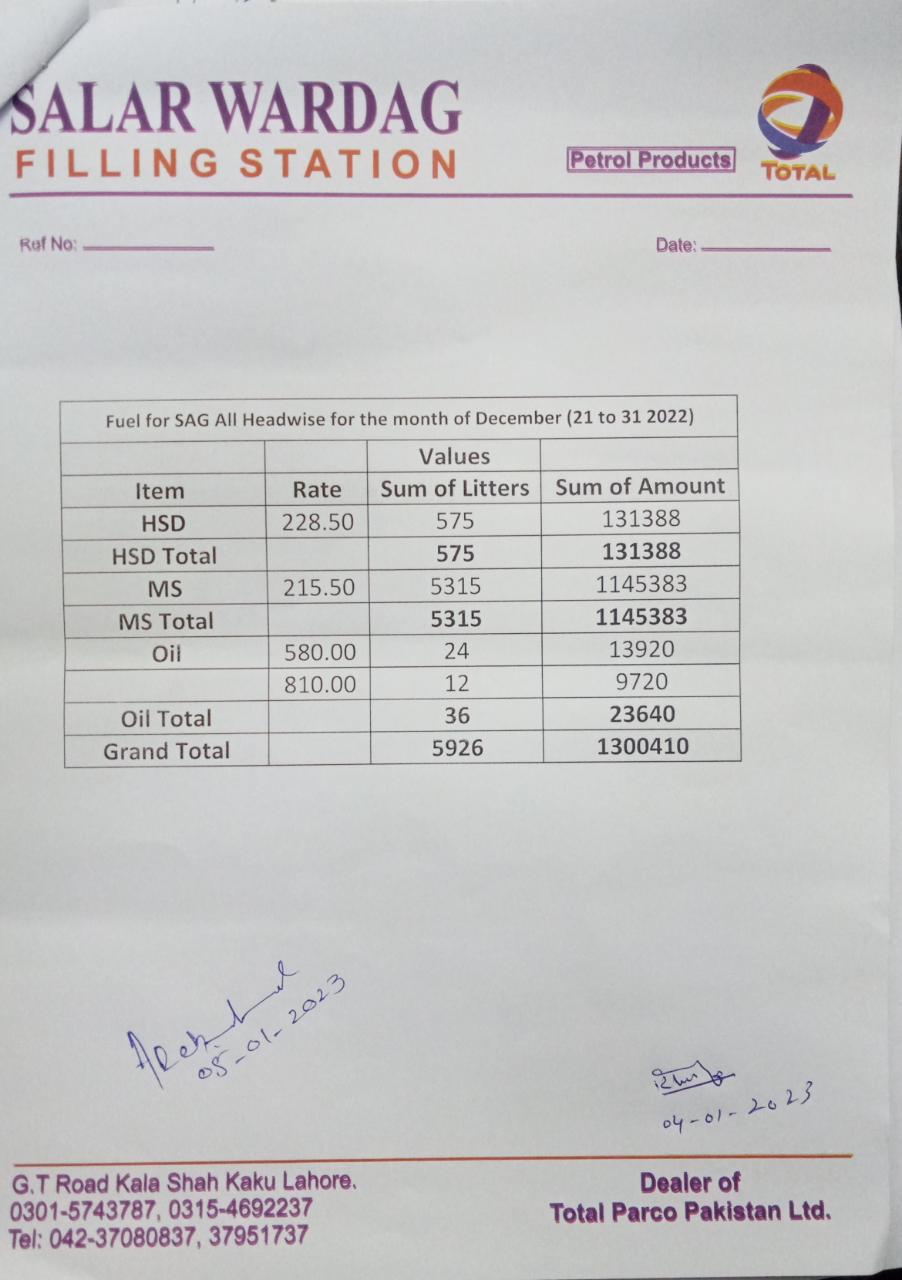 SALAR WARDAG
FILLING STATION
Petrol Products
TOTAL
Ref No:
Date:
Fuel for SAG All Headwise for the month of December (21 to 31 2022)
Values
Item Rate Sum of Litters Sum of Amount
HSD 228.50 575 131388
HSD Total 575 131388
MS 215.50 5315 1145383
MS Total 5315 1145383
Oil 580.00 24 13920
810.00 12 9720
Oil Total 36 23640
Grand Total 5926 1300410
05-01-2023
04-01-2023
G.T Road Kala Shah Kaku Lahore.
0301-5743787, 0315-4692237
Tel: 042-37080837, 37951737
Dealer of
Total Parco Pakistan Ltd.